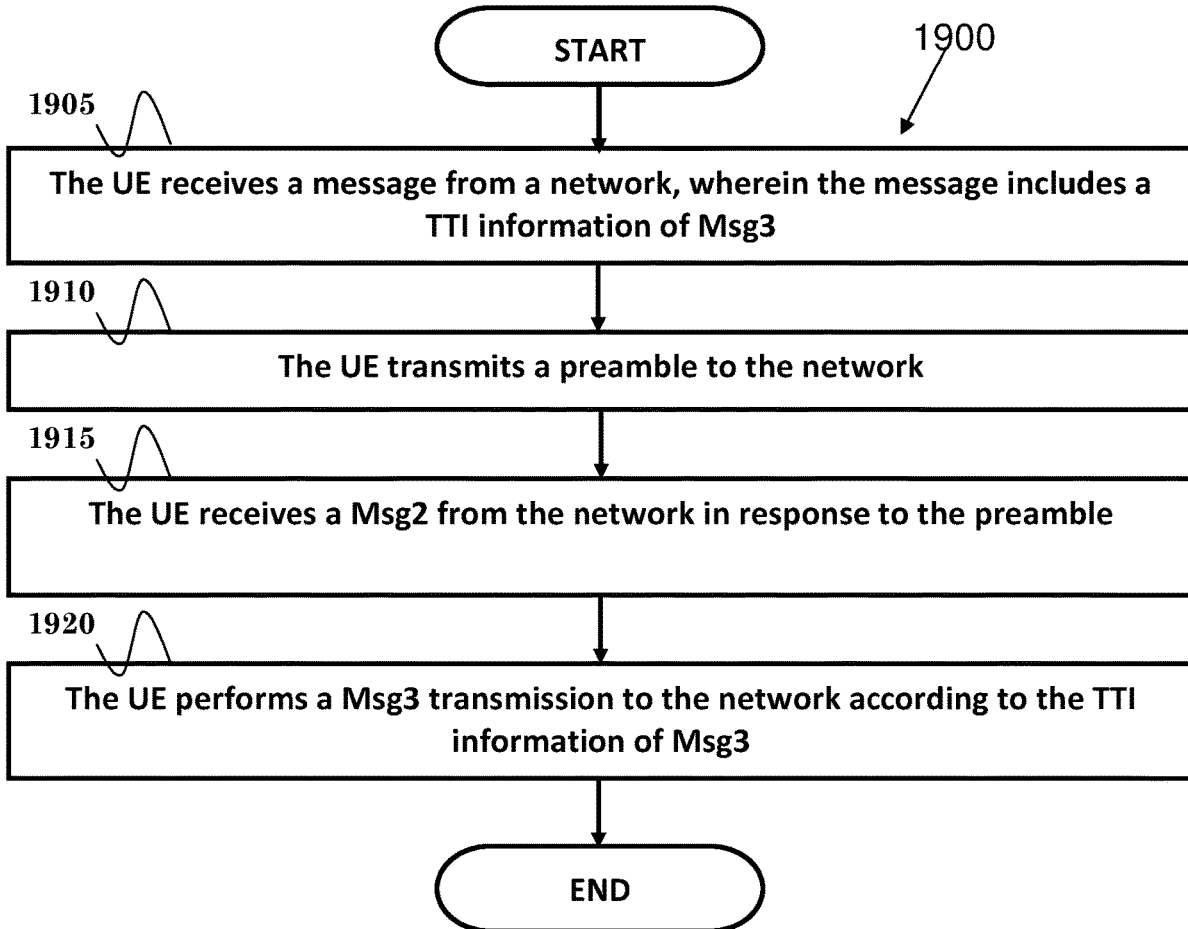 START
1900
1905
The UE receives a message from a network, wherein the message includes a
TTI information of Msg3
1910
The UE transmits a preamble to the network
1915
The UE receives a Msg2 from the network in response to the preamble
1920
The UE performs a Msg3 transmission to the network according to the TTI
information of Msg3
END